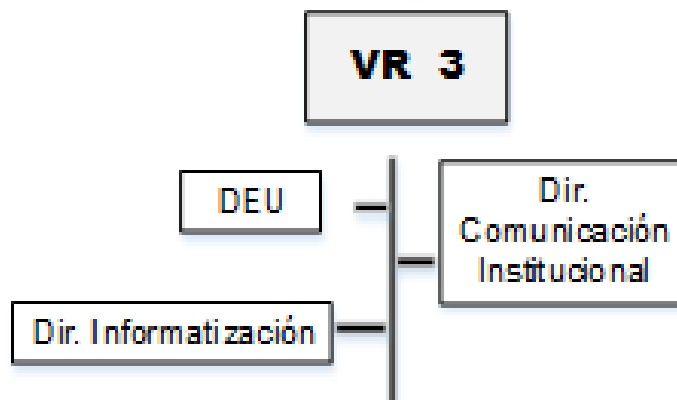 VR 3
DEU
Dir.
Comunicación
Institucional
Dir. Informatización